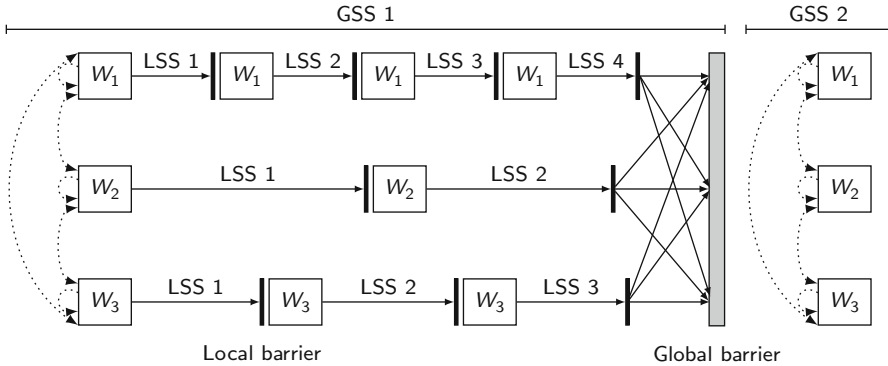 GSS 1 GSS 2
W₁ LSS 1 W₁ LSS 2 W₁ LSS 3 W₁ LSS 4 W₁
W₂ LSS 1 W₂ LSS 2 W₂
W₃ LSS 1 W₃ LSS 2 W₃ LSS 3 W₃
Local barrier Global barrier